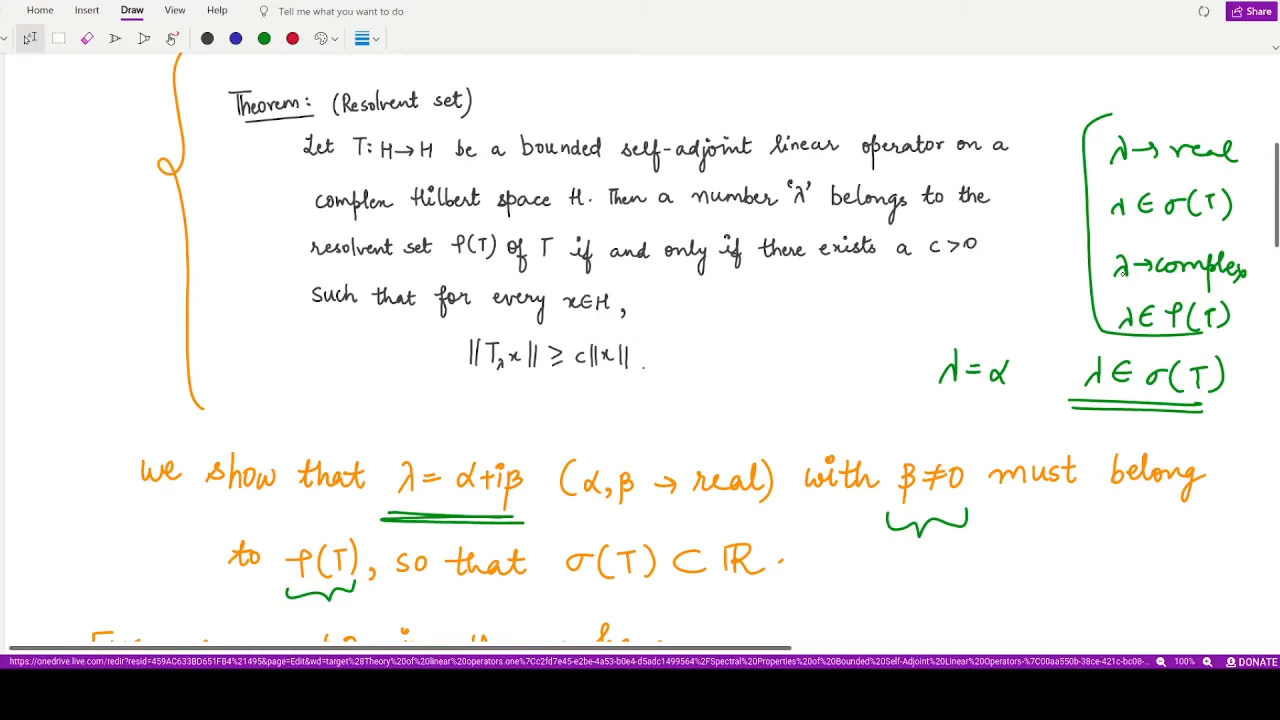 Home Insert Draw View Help Tell me what you want to do Share
Theorem: (Resolvent set)
Let T: H→H be a bounded self-adjoint linear operator on a
complex Hilbert space H. Then a number 'λ' belongs to the
resolvent set ρ(T) of T if and only if there exists a c>0
such that for every x∈H,
||T_λ x|| ≥ c||x||.
λ→ real
λ∈ σ(T)
λ→complex
λ∈ ρ(T)
λ=α λ∈ σ(T)
we show that λ= α+iβ (α,β → real) with β≠0 must belong
to ρ(T), so that σ(T) ⊂ ℝ.
100% DONATE